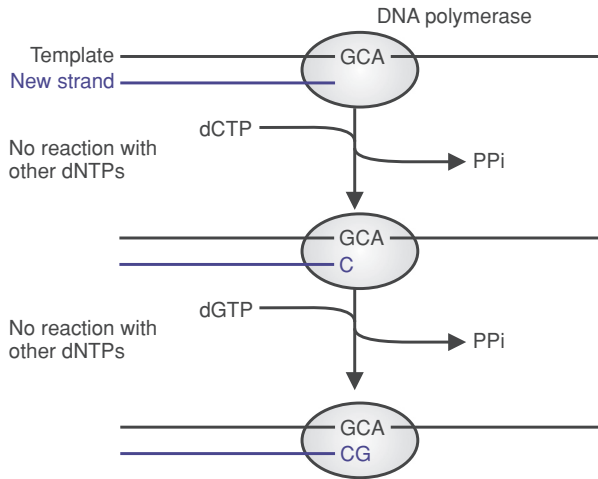 DNA polymerase
Template
GCA
New strand
dCTP
No reaction with
other dNTPs
PPi
GCA
C
dGTP
No reaction with
other dNTPs
PPi
GCA
CG